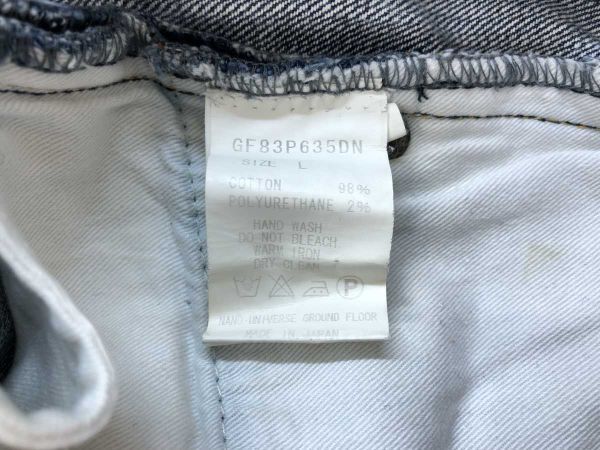 GF83P635DN
SIZE L
COTTON 98%
POLYURETHANE 2%
HAND WASH
DO NOT BLEACH
WARM IRON
DRY CLEAN
P
NANO·UNIVERSE GROUND FLOOR
MADE IN JAPAN